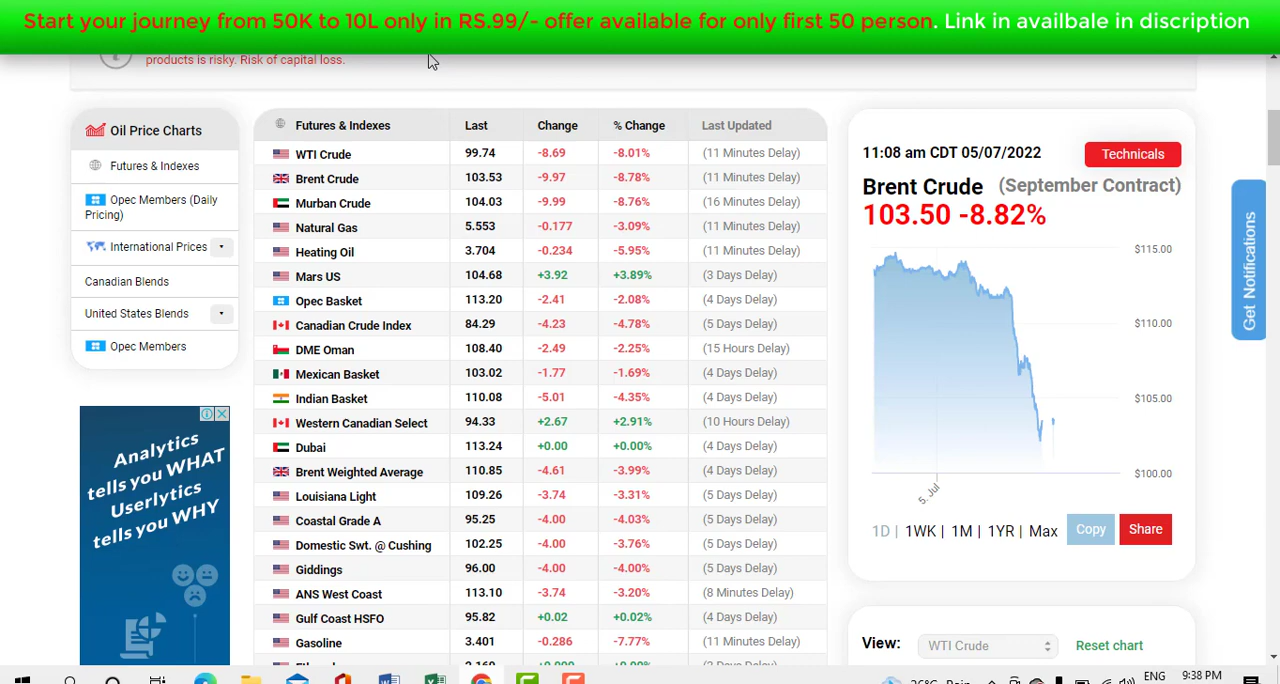 Start your journey from 50K to 10L only in RS.99/- offer available for only first 50 person. Link in availbale in discription
products is risky. Risk of capital loss.
Oil Price Charts
Futures & Indexes
Opec Members (Daily
Pricing)
International Prices
Canadian Blends
United States Blends
Opec Members
Analytics
tells you WHAT
Userlytics
tells you WHY
Futures & Indexes Last Change % Change Last Updated
WTI Crude 99.74 -8.69 -8.01% (11 Minutes Delay)
Brent Crude 103.53 -9.97 -8.78% (11 Minutes Delay)
Murban Crude 104.03 -9.99 -8.76% (16 Minutes Delay)
Natural Gas 5.553 -0.177 -3.09% (11 Minutes Delay)
Heating Oil 3.704 -0.234 -5.95% (11 Minutes Delay)
Mars US 104.68 +3.92 +3.89% (3 Days Delay)
Opec Basket 113.20 -2.41 -2.08% (4 Days Delay)
Canadian Crude Index 84.29 -4.23 -4.78% (5 Days Delay)
DME Oman 108.40 -2.49 -2.25% (15 Hours Delay)
Mexican Basket 103.02 -1.77 -1.69% (4 Days Delay)
Indian Basket 110.08 -5.01 -4.35% (4 Days Delay)
Western Canadian Select 94.33 +2.67 +2.91% (10 Hours Delay)
Dubai 113.24 +0.00 +0.00% (4 Days Delay)
Brent Weighted Average 110.85 -4.61 -3.99% (4 Days Delay)
Louisiana Light 109.26 -3.74 -3.31% (5 Days Delay)
Coastal Grade A 95.25 -4.00 -4.03% (5 Days Delay)
Domestic Swt. @ Cushing 102.25 -4.00 -3.76% (5 Days Delay)
Giddings 96.00 -4.00 -4.00% (5 Days Delay)
ANS West Coast 113.10 -3.74 -3.20% (8 Minutes Delay)
Gulf Coast HSFO 95.82 +0.02 +0.02% (4 Days Delay)
Gasoline 3.401 -0.286 -7.77% (11 Minutes Delay)
11:08 am CDT 05/07/2022
Technicals
Brent Crude (September Contract)
103.50 -8.82%
$115.00
$110.00
$105.00
$100.00
5. Jul
1D | 1WK | 1M | 1YR | Max
Copy
Share
View: WTI Crude Reset chart
Get Notifications
ENG
9:38 PM